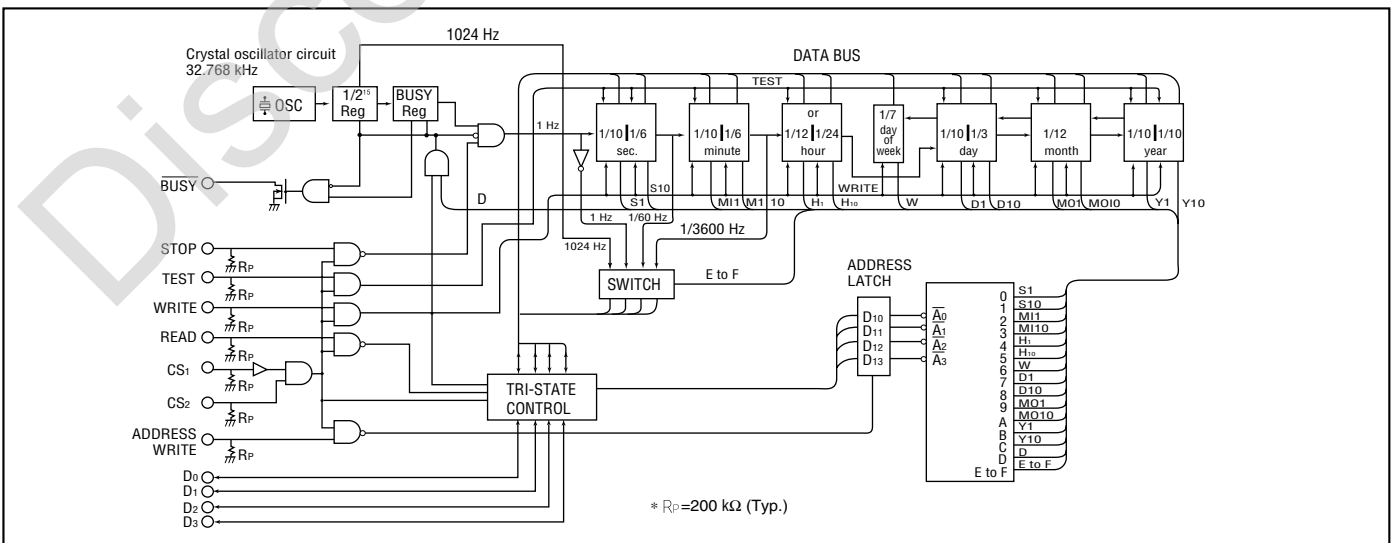 Disco
1024 Hz
Crystal oscillator circuit
32.768 kHz
DATA BUS
TEST
OSC
1/2¹⁵
Reg
BUSY
Reg
1 Hz
1/10 1/6
sec.
1/10 1/6
minute
or
1/12 1/24
hour
1/7
day
of
week
1/10 1/3
day
1/12
month
1/10 1/10
year
BUSY
D
WRITE
S1
S10
MI1
M1 10
H1
H10
W
D1
D10
MO1
MOI0
Y1
Y10
1 Hz
1/60 Hz
1/3600 Hz
1024 Hz
SWITCH
E to F
STOP
RP
TEST
RP
WRITE
RP
READ
RP
CS1
RP
CS2
RP
ADDRESS
WRITE
RP
TRI-STATE
CONTROL
ADDRESS
LATCH
D10
D11
D12
D13
A0
A1
A2
A3
0 S1
1 S10
2 MI1
3 MI10
4 H1
5 H10
6 W
7 D1
8 D10
9 MO1
A MO10
B Y1
C Y10
D D
E to F E to F
D0
D1
D2
D3
* RP=200 kΩ (Typ.)